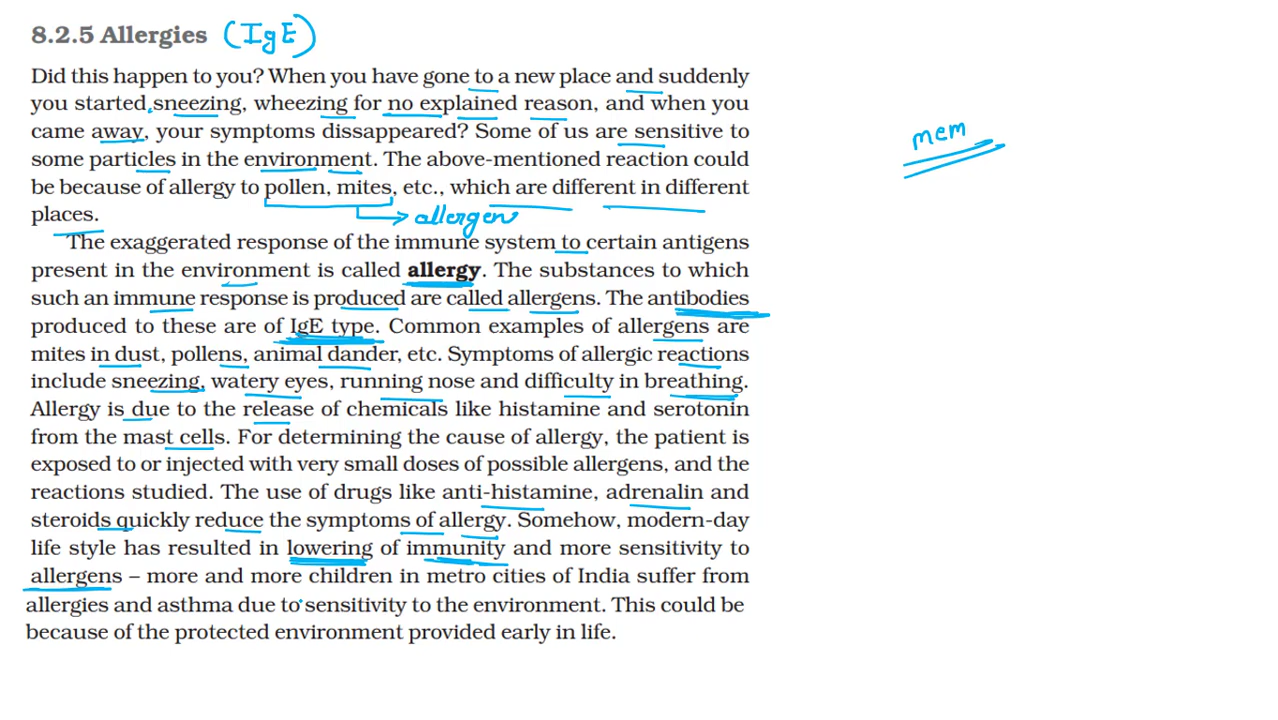 8.2.5 Allergies (IgE)
Did this happen to you? When you have gone to a new place and suddenly
you started sneezing, wheezing for no explained reason, and when you
came away, your symptoms dissappeared? Some of us are sensitive to
some particles in the environment. The above-mentioned reaction could
be because of allergy to pollen, mites, etc., which are different in different
places.
allergen
The exaggerated response of the immune system to certain antigens
present in the environment is called allergy. The substances to which
such an immune response is produced are called allergens. The antibodies
produced to these are of IgE type. Common examples of allergens are
mites in dust, pollens, animal dander, etc. Symptoms of allergic reactions
include sneezing, watery eyes, running nose and difficulty in breathing.
Allergy is due to the release of chemicals like histamine and serotonin
from the mast cells. For determining the cause of allergy, the patient is
exposed to or injected with very small doses of possible allergens, and the
reactions studied. The use of drugs like anti-histamine, adrenalin and
steroids quickly reduce the symptoms of allergy. Somehow, modern-day
life style has resulted in lowering of immunity and more sensitivity to
allergens – more and more children in metro cities of India suffer from
allergies and asthma due to sensitivity to the environment. This could be
because of the protected environment provided early in life.
mem